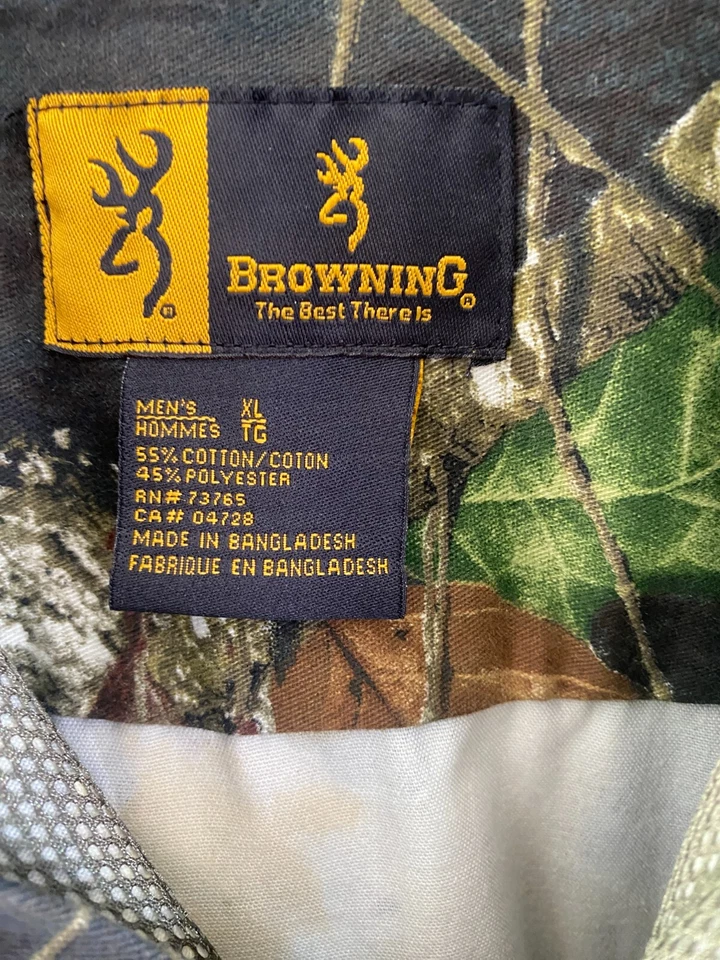 ®
BROWNING®
The Best There Is
MEN'S XL
HOMMES TG
55% COTTON/COTON
45% POLYESTER
RN# 73765
CA# 04728
MADE IN BANGLADESH
FABRIQUE EN BANGLADESH